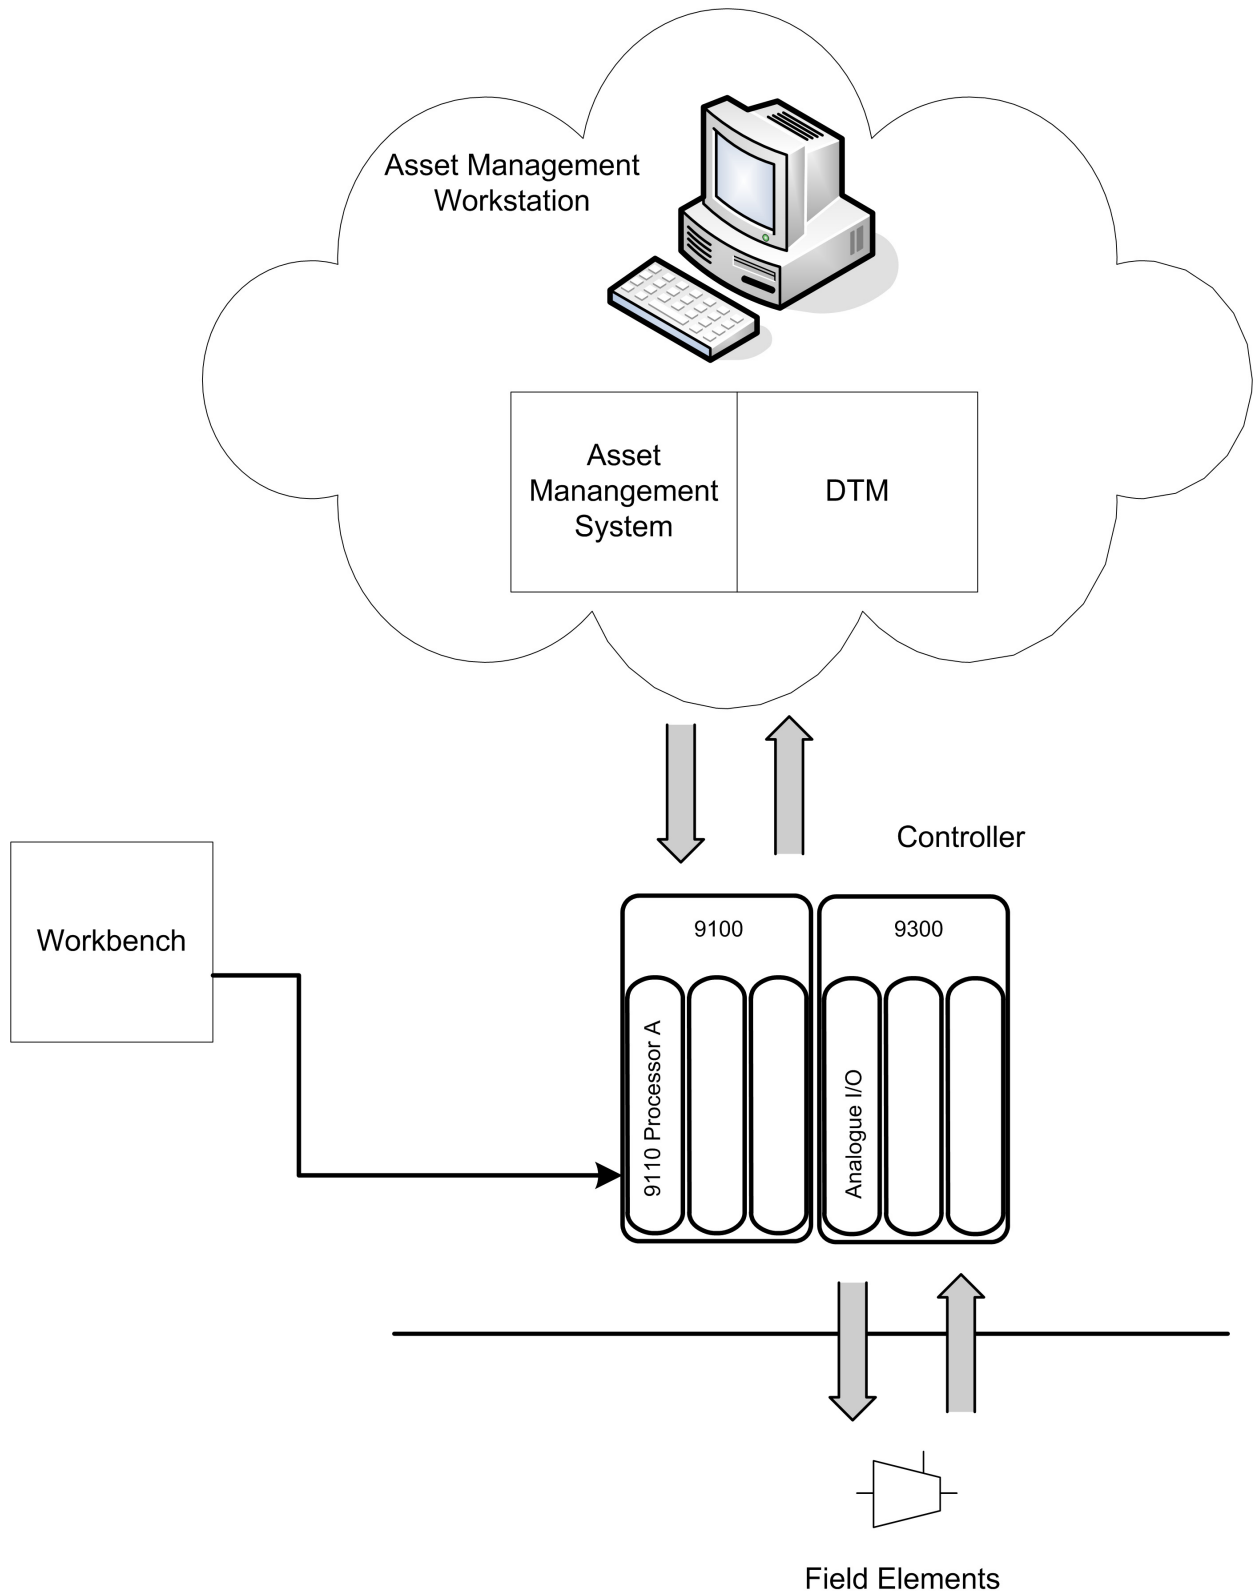 Asset Management
Workstation
Asset
Manangement
System
DTM
Controller
Workbench
9100
9300
9110 Processor A
Analogue I/O
Field Elements